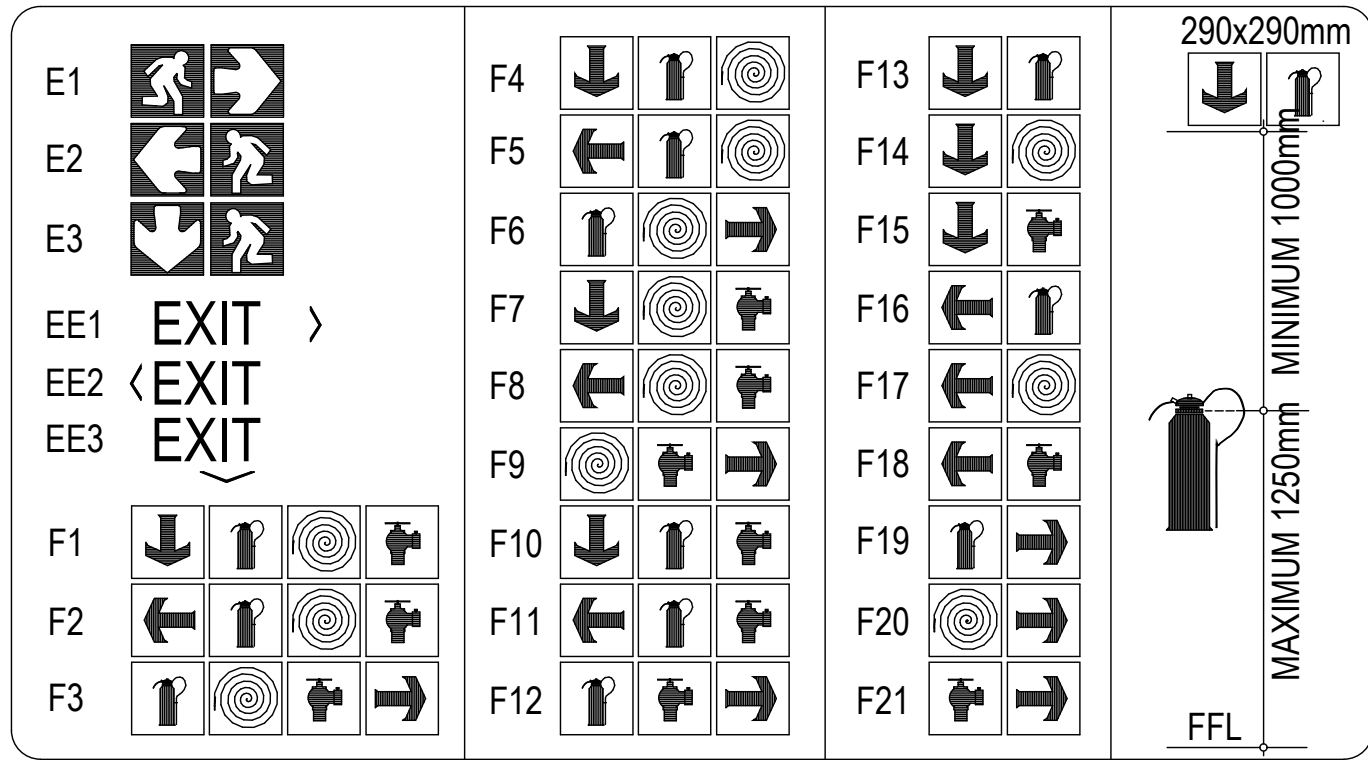 E1
E2
E3
EE1 EXIT >
EE2 < EXIT
EE3 EXIT
F1
F2
F3
F4
F5
F6
F7
F8
F9
F10
F11
F12
F13
F14
F15
F16
F17
F18
F19
F20
F21
290x290mm
MINIMUM 1000mm
MAXIMUM 1250mm
FFL